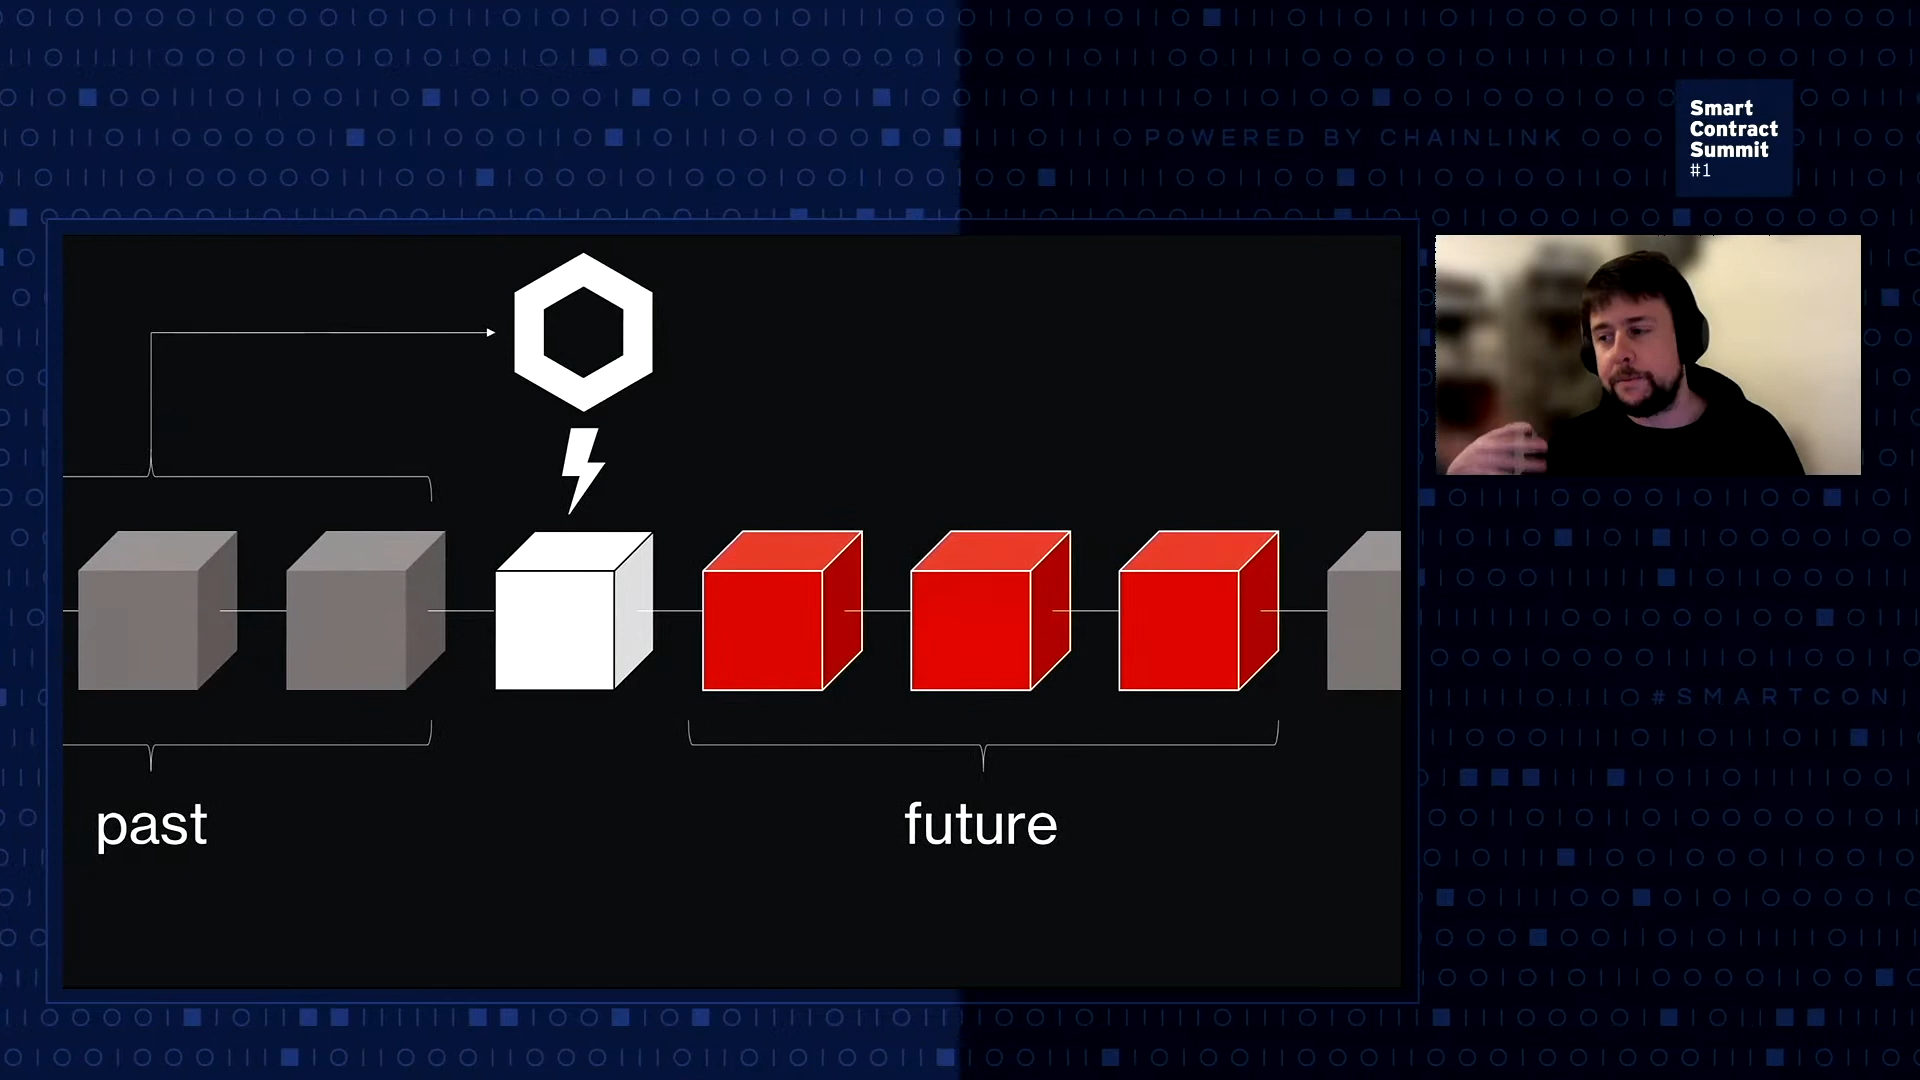 POWERED BY CHAINLINK
Smart
Contract
Summit
#1
#SMARTCON
past
future